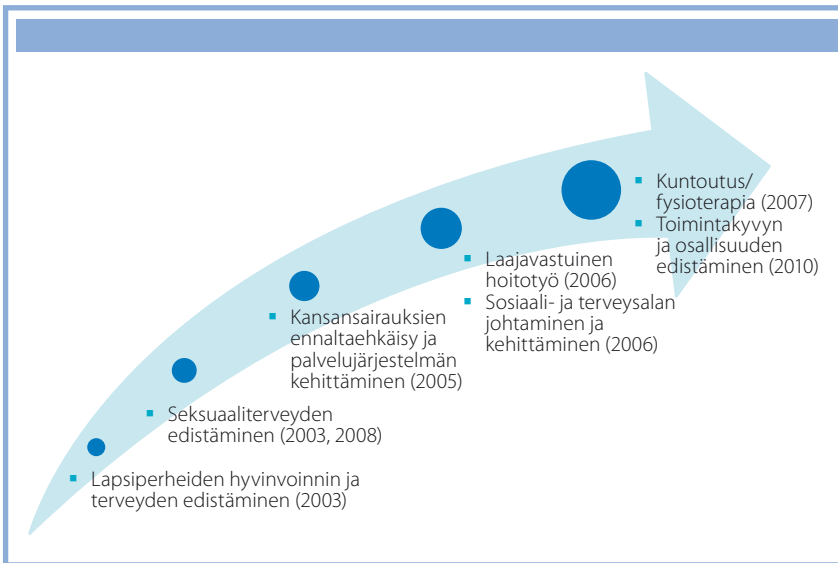 ▪ Lapsiperheiden hyvinvoinnin ja
terveyden edistäminen (2003)
▪ Seksuaaliterveyden
edistäminen (2003, 2008)
▪ Kansansairauksien
ennaltaehkäisy ja
palvelujärjestelmän
kehittäminen (2005)
▪ Laajavastuinen
hoitotyö (2006)
▪ Sosiaali- ja terveysalan
johtaminen ja
kehittäminen (2006)
▪ Kuntoutus/
fysioterapia (2007)
▪ Toimintakyvyn
ja osallisuuden
edistäminen (2010)